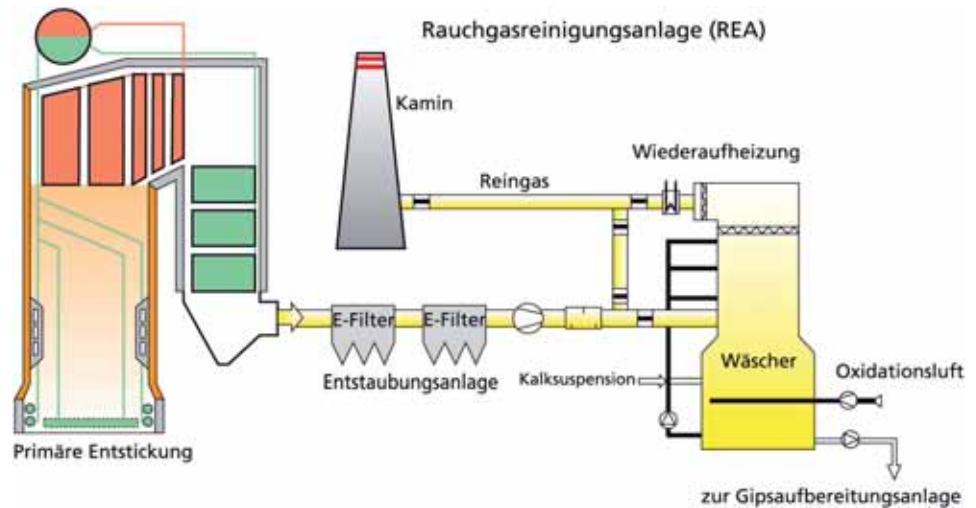 Rauchgasreinigungsanlage (REA)
Kamin
Wiederaufheizung
Reingas
E-Filter
E-Filter
Entstaubungsanlage
Kalksuspension
Wäscher
Oxidationsluft
Primäre Entstickung
zur Gipsaufbereitungsanlage